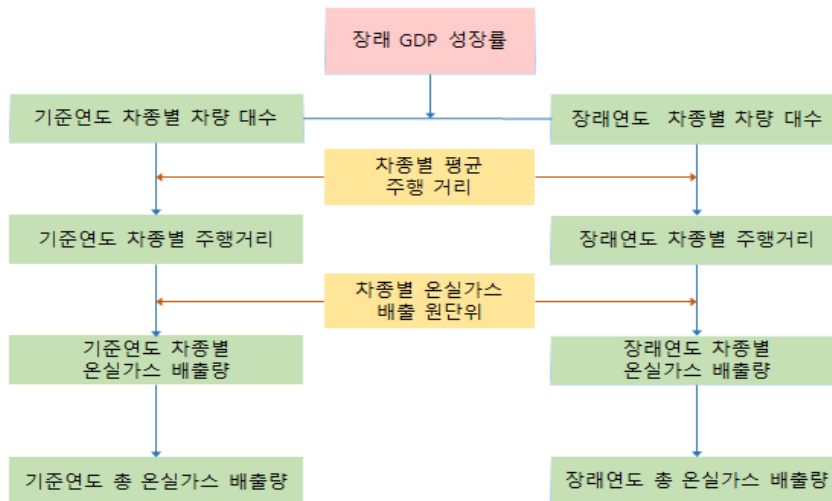 장래 GDP 성장률
기준연도 차종별 차량 대수
장래연도 차종별 차량 대수
차종별 평균
주행 거리
기준연도 차종별 주행거리
장래연도 차종별 주행거리
차종별 온실가스
배출 원단위
기준연도 차종별
온실가스 배출량
장래연도 차종별
온실가스 배출량
기준연도 총 온실가스 배출량
장래연도 총 온실가스 배출량